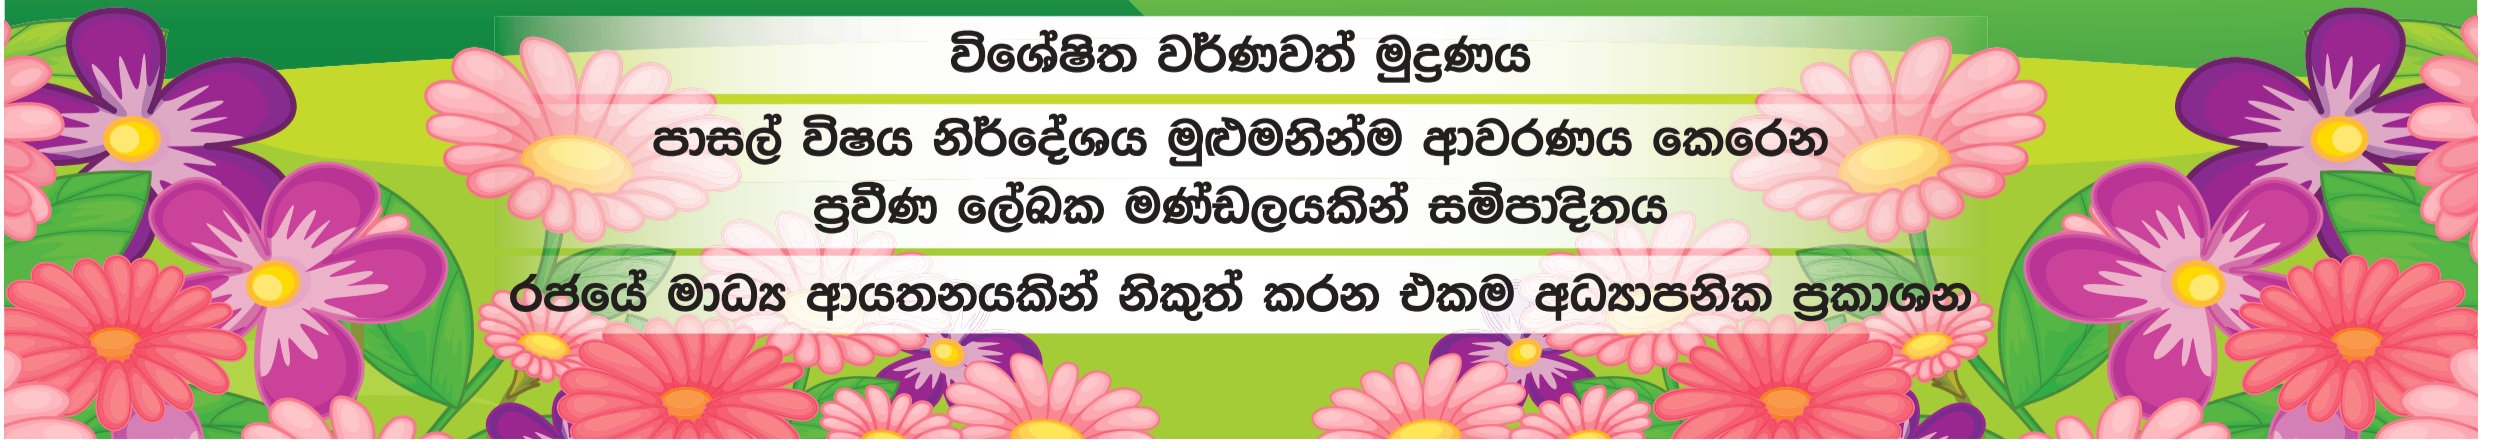 විශේෂිත වර්ණවත් මුද්‍රණය
පාසල් විෂය නිර්දේශය මුළුමනින්ම ආවරණය කෙරෙන
ප්‍රවීණ ලේඛක මණ්ඩලයකින් සම්පාදිතය
රජයේ මාධ්‍ය ආයතනයකින් නිකුත් කරන එකම අධ්‍යාපනික ප්‍රකාශන